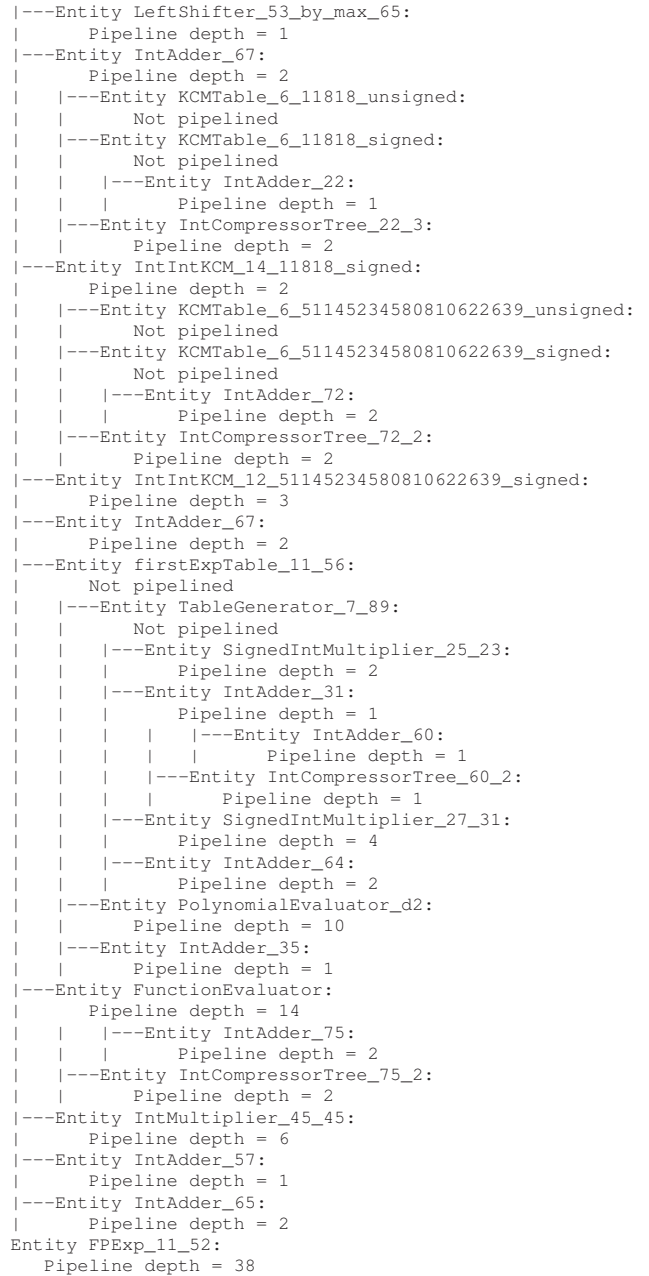 |---Entity LeftShifter_53_by_max_65:
|      Pipeline depth = 1
|---Entity IntAdder_67:
|      Pipeline depth = 2
|   |---Entity KCMTable_6_11818_unsigned:
|   |      Not pipelined
|   |---Entity KCMTable_6_11818_signed:
|   |      Not pipelined
|   |   |---Entity IntAdder_22:
|   |   |      Pipeline depth = 1
|   |---Entity IntCompressorTree_22_3:
|   |      Pipeline depth = 2
|---Entity IntIntKCM_14_11818_signed:
|      Pipeline depth = 2
|   |---Entity KCMTable_6_51145234580810622639_unsigned:
|   |      Not pipelined
|   |---Entity KCMTable_6_51145234580810622639_signed:
|   |      Not pipelined
|   |   |---Entity IntAdder_72:
|   |   |      Pipeline depth = 2
|   |---Entity IntCompressorTree_72_2:
|   |      Pipeline depth = 2
|---Entity IntIntKCM_12_51145234580810622639_signed:
|      Pipeline depth = 3
|---Entity IntAdder_67:
|      Pipeline depth = 2
|---Entity firstExpTable_11_56:
|      Not pipelined
|   |---Entity TableGenerator_7_89:
|   |      Not pipelined
|   |   |---Entity SignedIntMultiplier_25_23:
|   |   |      Pipeline depth = 2
|   |   |---Entity IntAdder_31:
|   |   |      Pipeline depth = 1
|   |   |   |   |---Entity IntAdder_60:
|   |   |   |   |      Pipeline depth = 1
|   |   |   |---Entity IntCompressorTree_60_2:
|   |   |   |      Pipeline depth = 1
|   |   |---Entity SignedIntMultiplier_27_31:
|   |   |      Pipeline depth = 4
|   |   |---Entity IntAdder_64:
|   |   |      Pipeline depth = 2
|   |---Entity PolynomialEvaluator_d2:
|   |      Pipeline depth = 10
|   |---Entity IntAdder_35:
|   |      Pipeline depth = 1
|---Entity FunctionEvaluator:
|      Pipeline depth = 14
|   |   |---Entity IntAdder_75:
|   |   |      Pipeline depth = 2
|   |---Entity IntCompressorTree_75_2:
|   |      Pipeline depth = 2
|---Entity IntMultiplier_45_45:
|      Pipeline depth = 6
|---Entity IntAdder_57:
|      Pipeline depth = 1
|---Entity IntAdder_65:
|      Pipeline depth = 2
Entity FPExp_11_52:
   Pipeline depth = 38